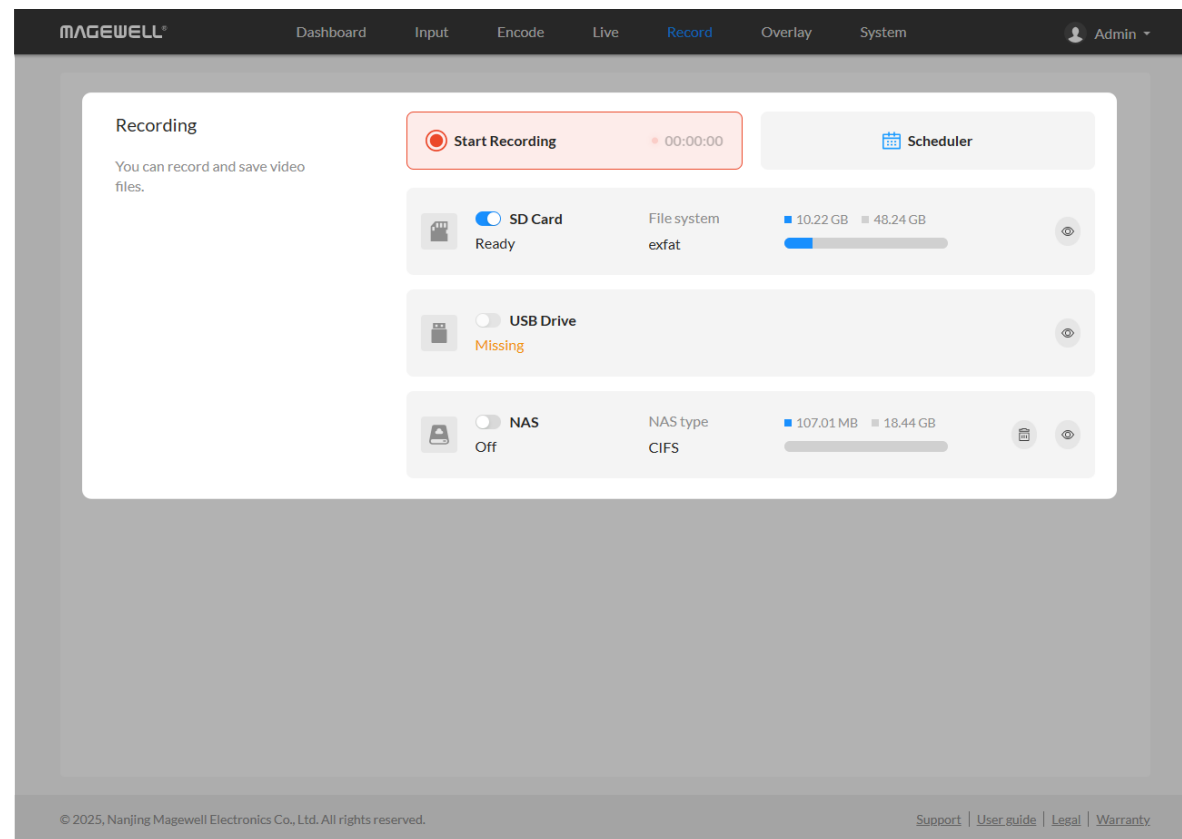 MAGEWELL®
Dashboard Input Encode Live Record Overlay System Admin
Recording
You can record and save video
files.
Start Recording 00:00:00
Scheduler
SD Card
Ready
File system
exfat
10.22 GB 48.24 GB
USB Drive
Missing
NAS
Off
NAS type
CIFS
107.01 MB 18.44 GB
© 2025, Nanjing Magewell Electronics Co., Ltd. All rights reserved.
Support | User guide | Legal | Warranty